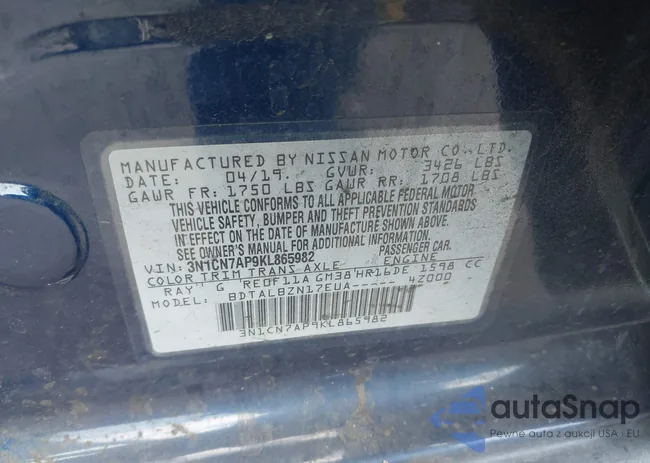 MANUFACTURED BY NISSAN MOTOR CO.,LTD.
DATE: 04/19. GVWR: 3426 LBS
GAWR FR: 1750 LBS GAWR RR: 1708 LBS
THIS VEHICLE CONFORMS TO ALL APPLICABLE FEDERAL MOTOR
VEHICLE SAFETY, BUMPER AND THEFT PREVENTION STANDARDS
IN EFFECT ON THE DATE OF MANUFACTURE SHOWN ABOVE.
SEE OWNER'S MANUAL FOR ADDITIONAL INFORMATION.
VIN: 3N1CN7AP9KL865982 PASSENGER CAR.
COLOR TRIM TRANS AXLE ENGINE
RAY G RE0F11A GM38 HR16DE 1598 CC
MODEL: BDTALBZN17EUA----- 4Z000
3N1CN7AP9KL865982
autaSnap
Pewne auta z aukcji USA i EU